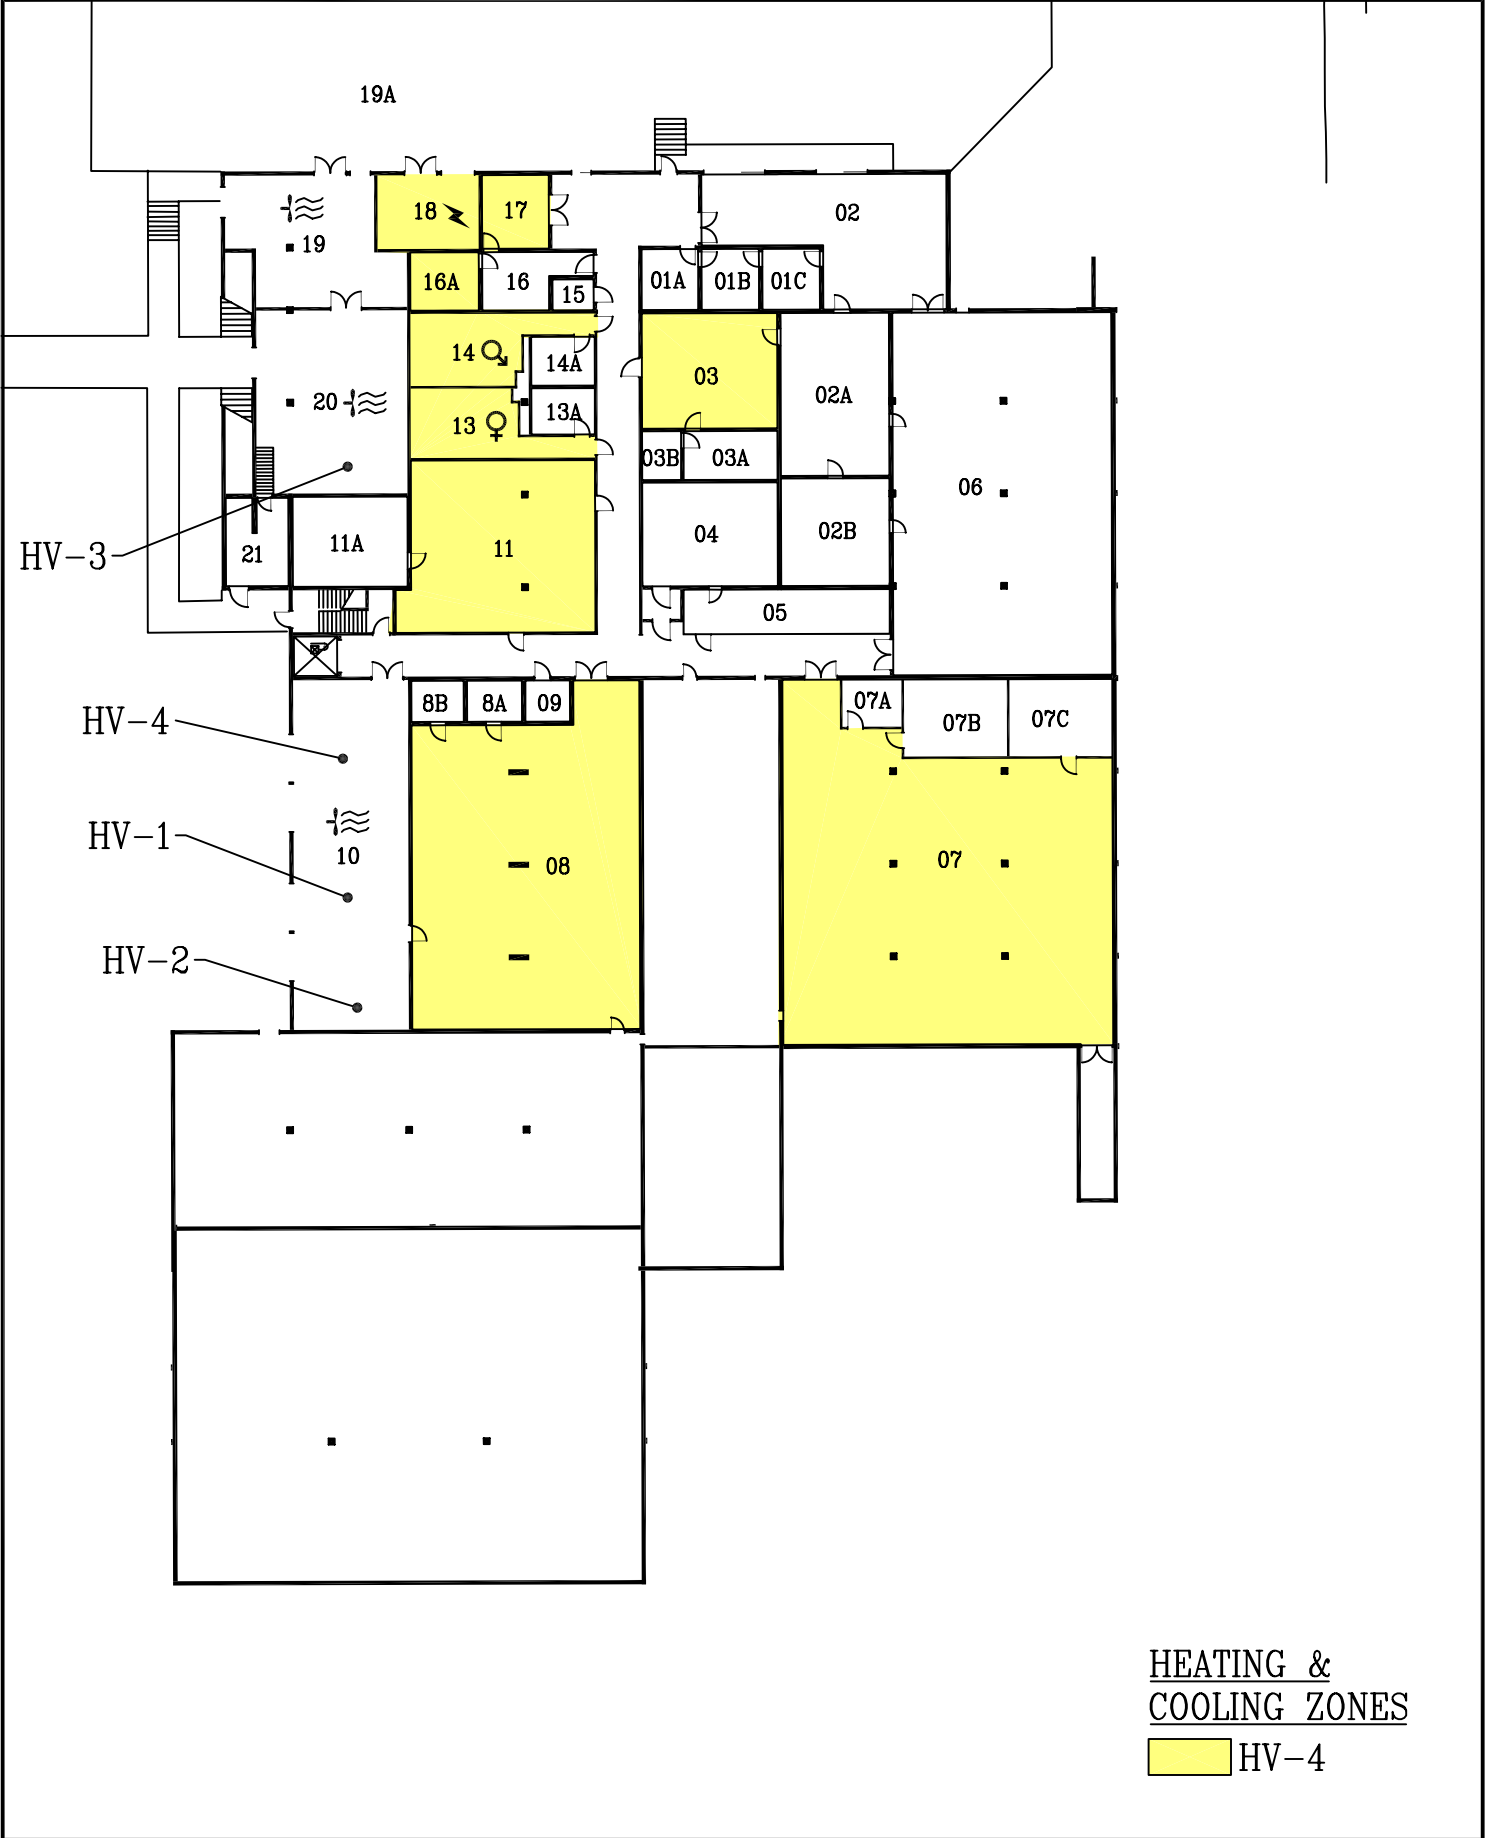 19A
18
17
02
19
16A
16
15
01A
01B
01C
14
14A
03
02A
20
13
13A
03B
03A
06
HV-3
21
11A
11
04
02B
05
8B
8A
09
07A
07B
07C
HV-4
HV-1
10
08
07
HV-2
HEATING &
COOLING ZONES
HV-4